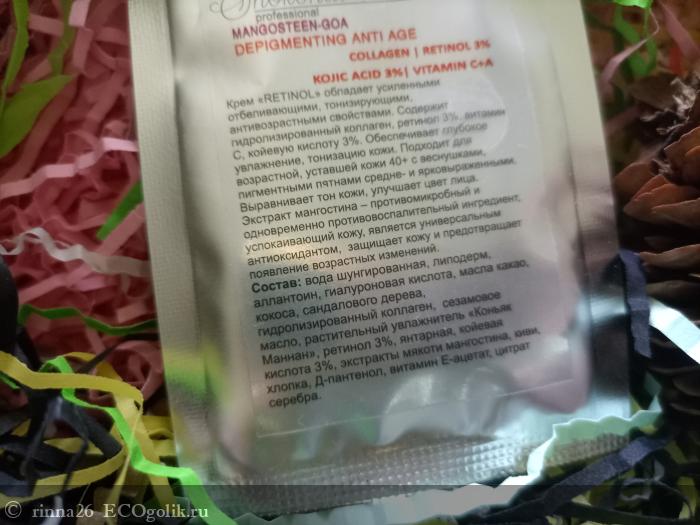 professional
MANGOSTEEN-GOA
DEPIGMENTING ANTI AGE
COLLAGEN | RETINOL 3%
KOJIC ACID 3% | VITAMIN C+A
Крем «RETINOL» обладает усиленными
отбеливающими, тонизирующими,
антивозрастными свойствами. Содержит
гидролизированный коллаген, ретинол 3%, витамин
С, койевую кислоту 3%. Обеспечивает глубокое
увлажнение, тонизацию кожи. Подходит для
возрастной, уставшей кожи 40+ с веснушками,
пигментными пятнами средне- и ярковыраженными.
Выравнивает тон кожи, улучшает цвет лица.
Экстракт мангостина – противомикробный и
одновременно противовоспалительный ингредиент,
успокаивающий кожу, является универсальным
антиоксидантом, защищает кожу и предотвращает
появление возрастных изменений.
Состав: вода шунгированная, липодерм,
аллантоин, гиалуроновая кислота, масла какао,
кокоса, сандалового дерева,
гидролизированный коллаген, сезамовое
масло, растительный увлажнитель «Коньяк
Маннан», ретинол 3%, янтарная, койевая
кислота 3%, экстракты мякоти мангостина, киви,
хлопка, Д-пантенол, витамин Е-ацетат, цитрат
серебра.
© rinna26 ECOgolik.ru